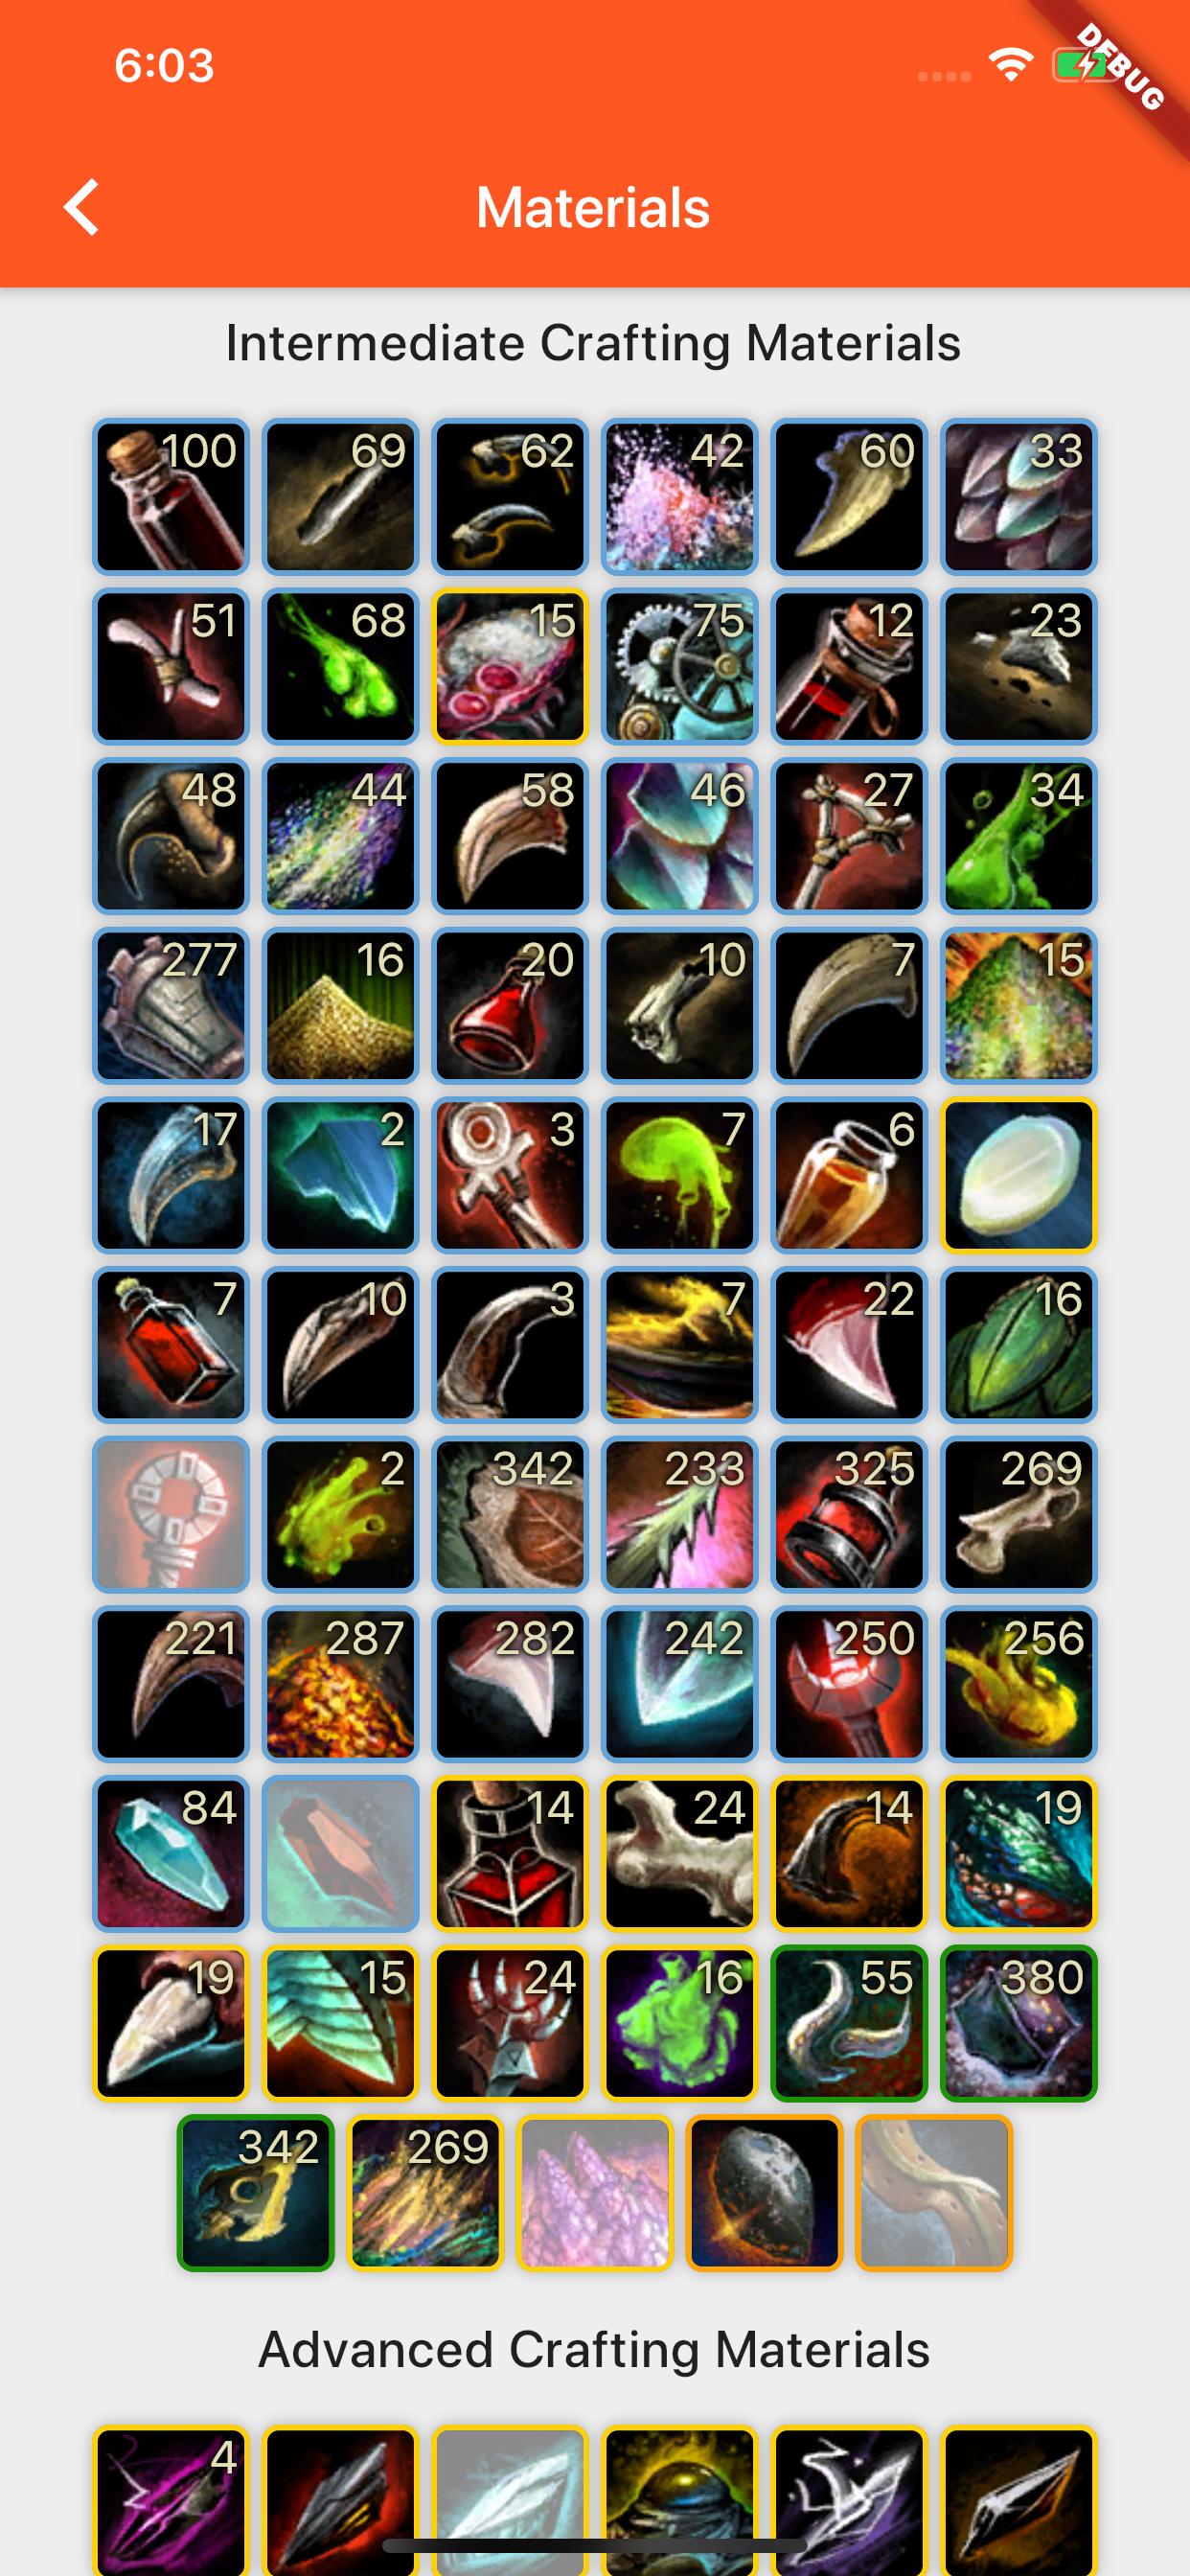 6:03
DEBUG
Materials
Intermediate Crafting Materials
100 69 62 42 60 33
51 68 15 75 12 23
48 44 58 46 27 34
277 16 20 10 7 15
17 2 3 7 6
7 10 3 7 22 16
2 342 233 325 269
221 287 282 242 250 256
84 14 24 14 19
19 15 24 16 55 380
342 269
Advanced Crafting Materials
4